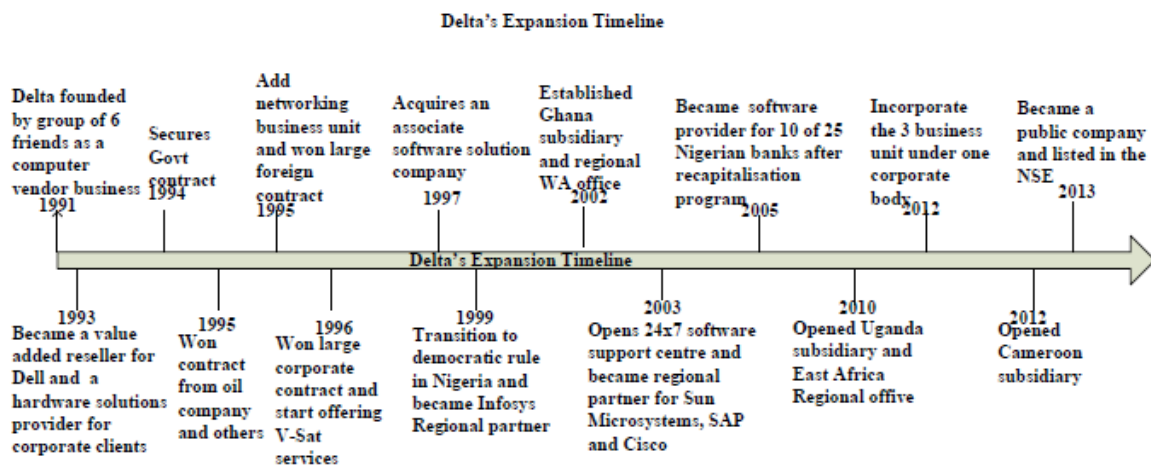 Delta's Expansion Timeline
Delta founded
by group of 6
friends as a
computer
vendor business
1991
Secures
Govt
contract
1994
Add
networking
business unit
and won large
foreign
contract
1995
Acquires an
associate
software solution
company
1997
Established
Ghana
subsidiary
and regional
WA office
2002
Became software
provider for 10 of 25
Nigerian banks after
recapitalisation
program
2005
Incorporate
the 3 business
unit under one
corporate
body
2012
Became a
public company
and listed in the
NSE
2013
Delta's Expansion Timeline
1993
Became a value
added reseller for
Dell and a
hardware solutions
provider for
corporate clients
1995
Won
contract
from oil
company
and others
1996
Won large
corporate
contract and
start offering
V-Sat
services
1999
Transition to
democratic rule
in Nigeria and
became Infosys
Regional partner
2003
Opens 24x7 software
support centre and
became regional
partner for Sun
Microsystems, SAP
and Cisco
2010
Opened Uganda
subsidiary and
East Africa
Regional offive
2012
Opened
Cameroon
subsidiary